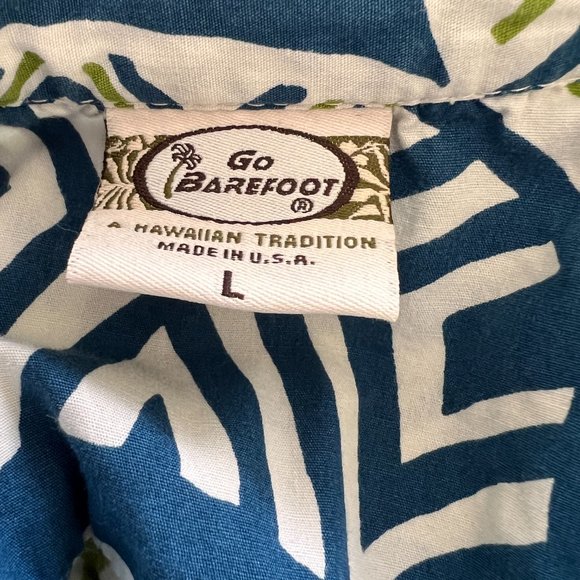 Go
BAREFOOT
®
A HAWAIIAN TRADITION
MADE IN U.S.A.
L